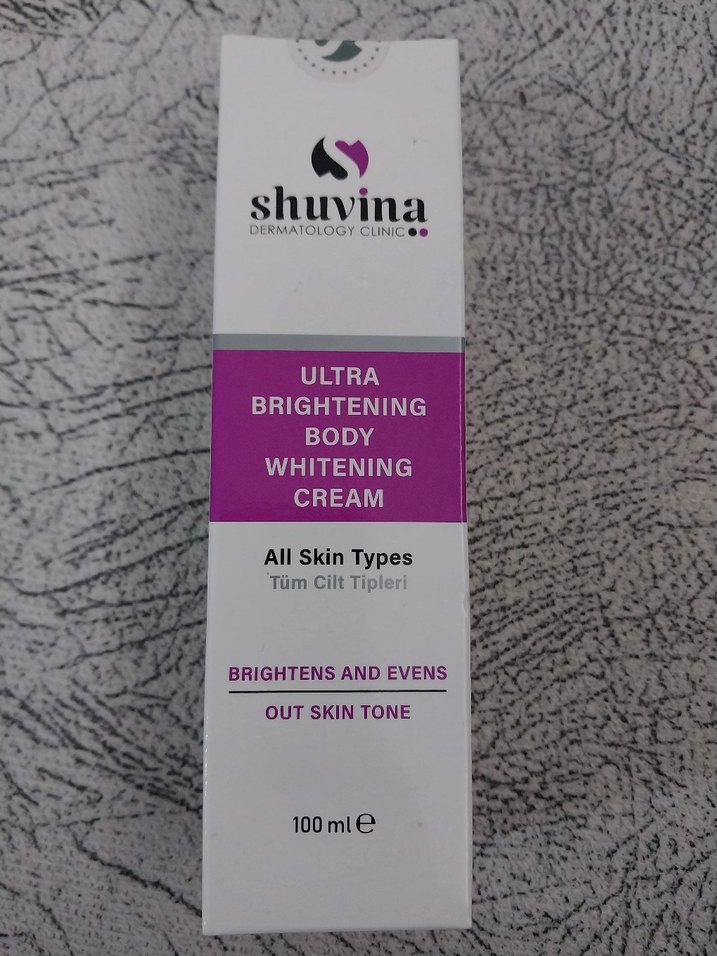 shuvina
DERMATOLOGY CLINIC
ULTRA
BRIGHTENING
BODY
WHITENING
CREAM
All Skin Types
Tüm Cilt Tipleri
BRIGHTENS AND EVENS
OUT SKIN TONE
100 ml ℮